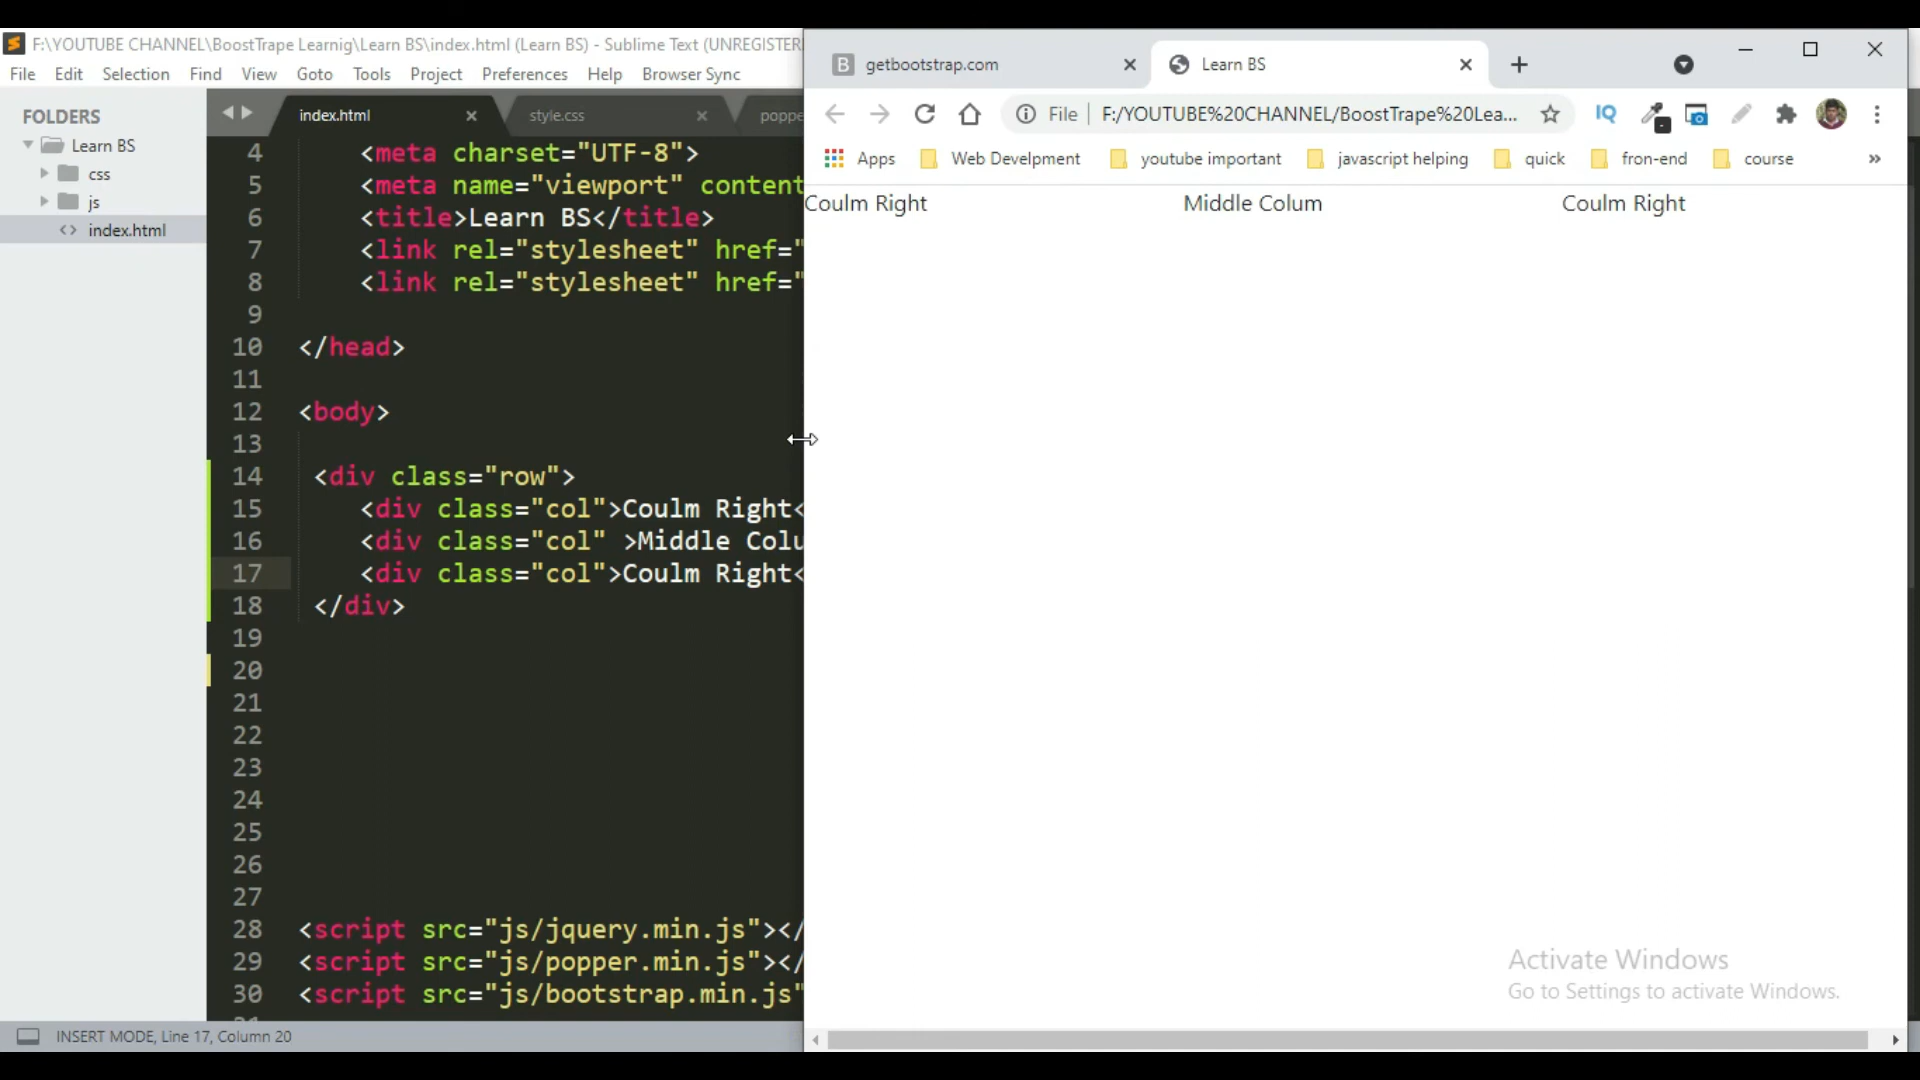 F:\YOUTUBE CHANNEL\BoostTrape Learnig\Learn BS\index.html (Learn BS) - Sublime Text (UNREGISTER
File Edit Selection Find View Goto Tools Project Preferences Help Browser Sync
FOLDERS
Learn BS
css
js
<> index.html
index.html
style.css
poppe
4 <meta charset="UTF-8">
5 <meta name="viewport" content
6 <title>Learn BS</title>
7 <link rel="stylesheet" href="
8 <link rel="stylesheet" href="
9
10 </head>
11
12 <body>
13
14 <div class="row">
15 <div class="col">Coulm Right<
16 <div class="col" >Middle Colu
17 <div class="col">Coulm Right<
18 </div>
19
20
21
22
23
24
25
26
27
28 <script src="js/jquery.min.js"></
29 <script src="js/popper.min.js"></
30 <script src="js/bootstrap.min.js"
INSERT MODE, Line 17, Column 20
B getbootstrap.com
Learn BS
File F:/YOUTUBE%20CHANNEL/BoostTrape%20Lea...
IQ
Apps Web Develpment youtube important javascript helping quick fron-end course »
Coulm Right Middle Colum Coulm Right
Activate Windows
Go to Settings to activate Windows.